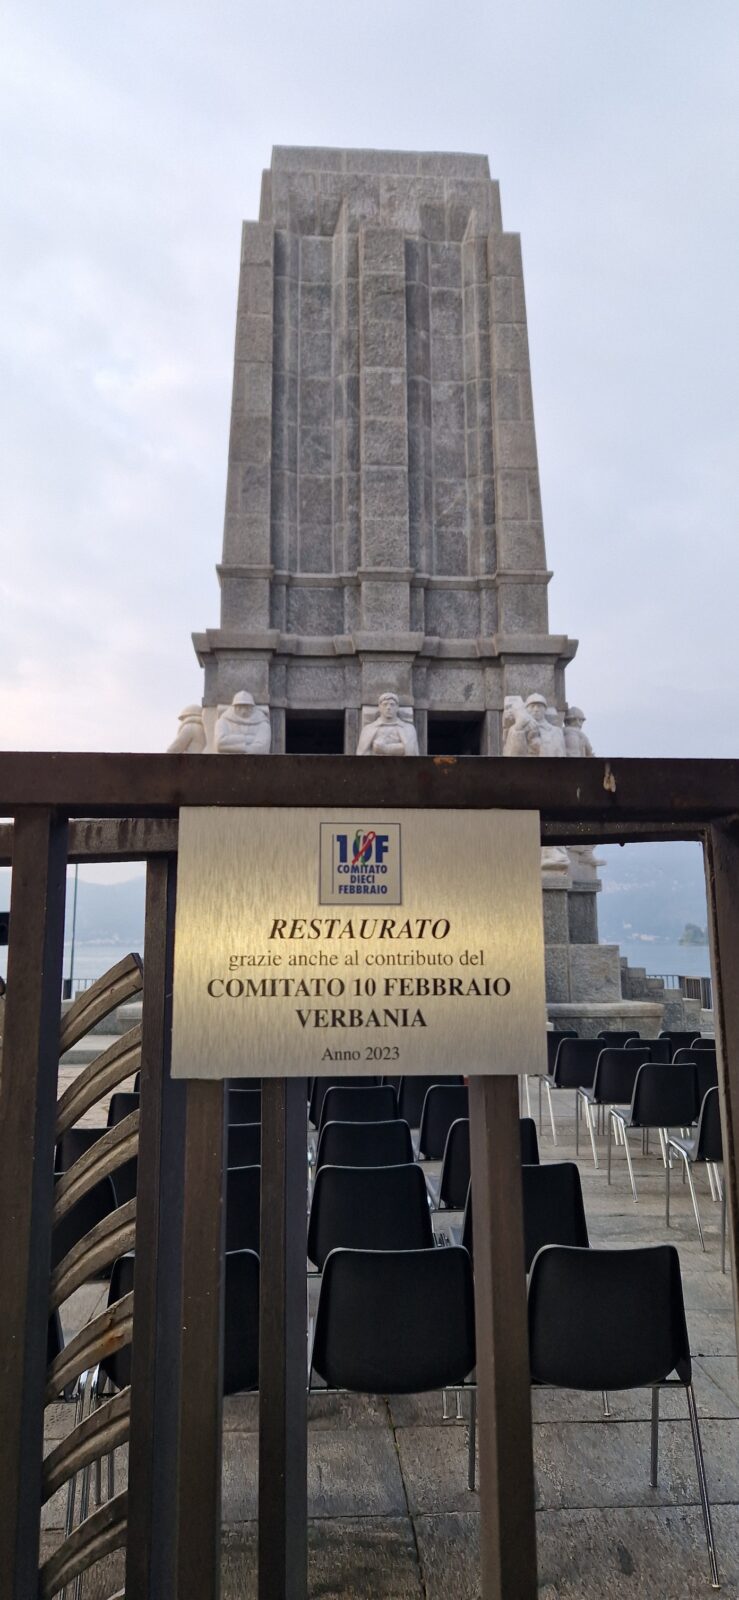 10F
COMITATO
DIECI
FEBBRAIO
RESTAURATO
grazie anche al contributo del
COMITATO 10 FEBBRAIO
VERBANIA
Anno 2023